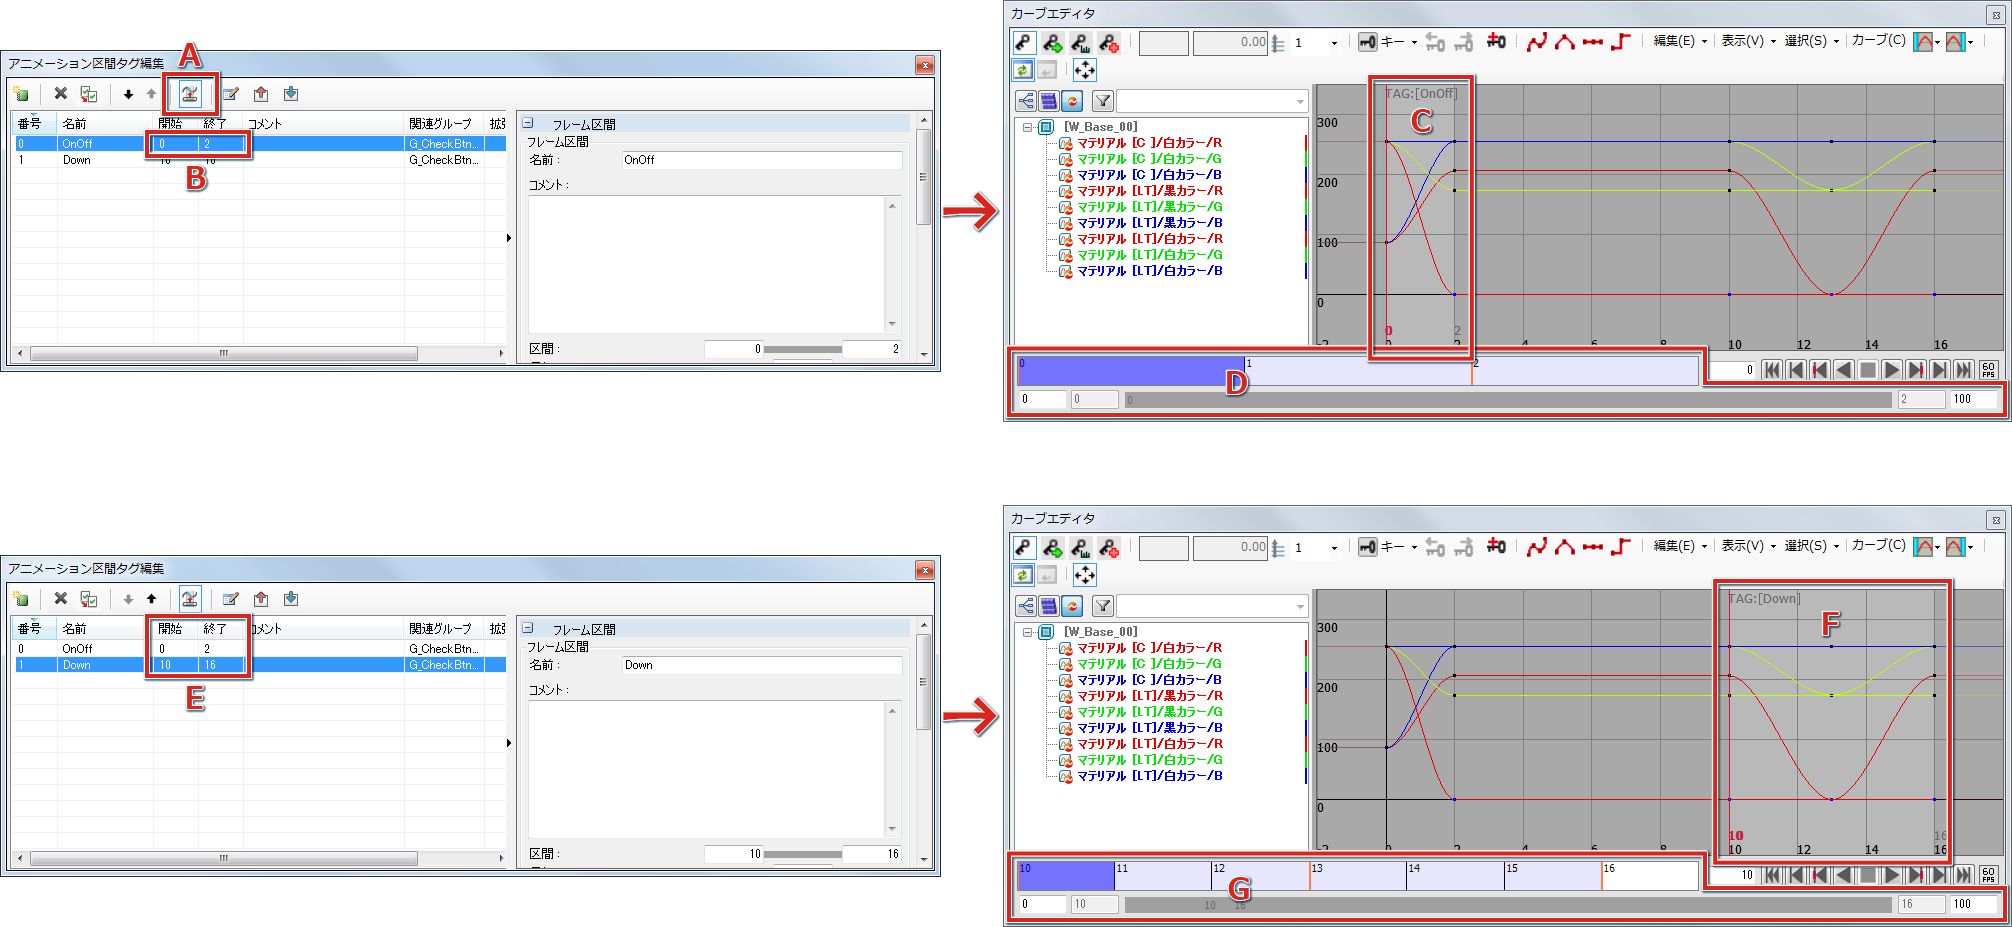 A
アニメーション区間タグ編集
番号 名前 開始 終了 コメント 関連グループ 拡張
0 OnOff 0 2 G_CheckBtn...
1 Down 10 16 G_CheckBtn...
B
フレーム区間
フレーム区間
名前 : OnOff
コメント :
区間 : 0 2
カーブエディタ
0.00 1 キー 編集(E) 表示(V) 選択(S) カーブ(C)
[W_Base_00]
マテリアル [C ]/白カラー/R
マテリアル [C ]/白カラー/G
マテリアル [C ]/白カラー/B
マテリアル [LT]/黒カラー/R
マテリアル [LT]/黒カラー/G
マテリアル [LT]/黒カラー/B
マテリアル [LT]/白カラー/R
マテリアル [LT]/白カラー/G
マテリアル [LT]/白カラー/B
TAG:[OnOff]
C
300
200
100
0
0 2
-2 0 2 4 6 8 10 12 14 16
0 1 2 0 60 FPS
D
0 0 0 2 100
アニメーション区間タグ編集
番号 名前 開始 終了 コメント 関連グループ 拡張
0 OnOff 0 2 G_CheckBtn...
1 Down 10 16 G_CheckBtn...
E
フレーム区間
フレーム区間
名前 : Down
コメント :
区間 : 10 16
カーブエディタ
0.00 1 キー 編集(E) 表示(V) 選択(S) カーブ(C)
[W_Base_00]
マテリアル [C ]/白カラー/R
マテリアル [C ]/白カラー/G
マテリアル [C ]/白カラー/B
マテリアル [LT]/黒カラー/R
マテリアル [LT]/黒カラー/G
マテリアル [LT]/黒カラー/B
マテリアル [LT]/白カラー/R
マテリアル [LT]/白カラー/G
マテリアル [LT]/白カラー/B
TAG:[Down]
F
300
200
100
0
10 16
-2 0 2 4 6 8 10 12 14 16
10 11 12 13 14 15 16 10 60 FPS
G
0 10 10 16 16 100